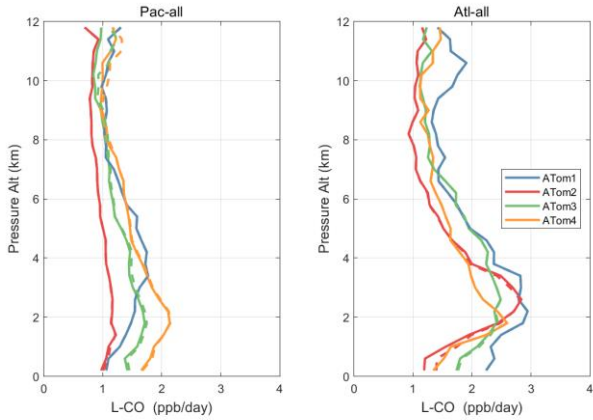 Pac-all
Atl-all
12
10
8
6
4
2
0
Pressure Alt (km)
0
1
2
3
4
L-CO (ppb/day)
12
10
8
6
4
2
0
Pressure Alt (km)
0
1
2
3
4
L-CO (ppb/day)
ATom1
ATom2
ATom3
ATom4